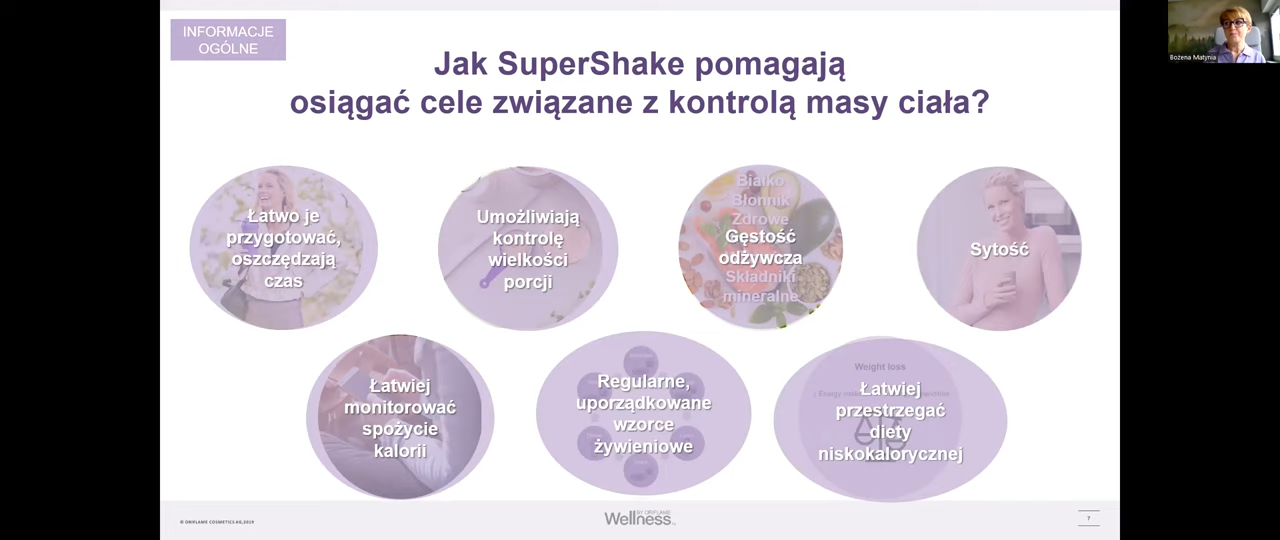 INFORMACJE
OGÓLNE
Bożena Matynia
Jak SuperShake pomagają
osiągać cele związane z kontrolą masy ciała?
Łatwo je
przygotować,
oszczędzają
czas
Umożliwiają
kontrolę
wielkości
porcji
Białko
Błonnik
Zdrowe
Gęstość
odżywcza
Składniki
mineralne
Sytość
Łatwiej
monitorować
spożycie
kalorii
Regularne,
uporządkowane
wzorce
żywieniowe
Weight loss
Energy
Łatwiej
przestrzegać
diety
niskokalorycznej
© ORIFLAME COSMETICS AG, 2019
BY ORIFLAME
Wellness
7